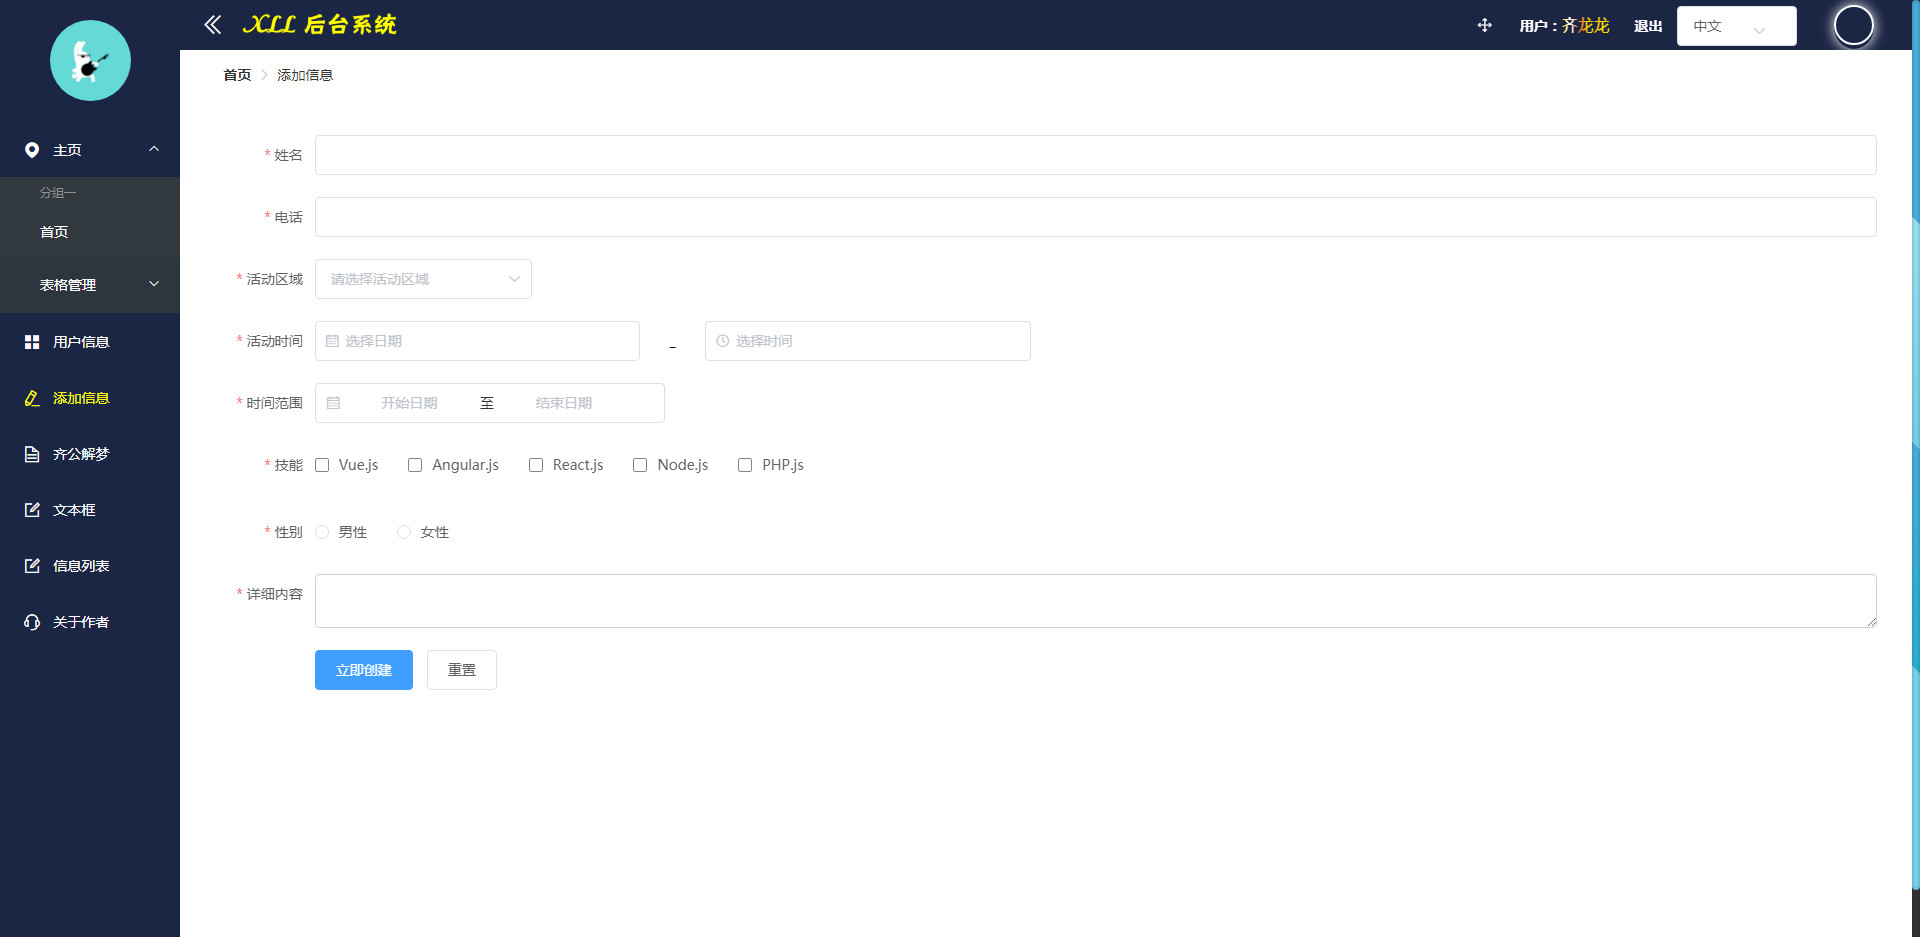 XLL 后台系统
用户：齐龙龙 退出 中文
首页 添加信息
主页
分组一
首页
表格管理
用户信息
添加信息
齐公解梦
文本框
信息列表
关于作者
* 姓名
* 电话
* 活动区域 请选择活动区域
* 活动时间 选择日期 - 选择时间
* 时间范围 开始日期 至 结束日期
* 技能 Vue.js Angular.js React.js Node.js PHP.js
* 性别 男性 女性
* 详细内容
立即创建 重置